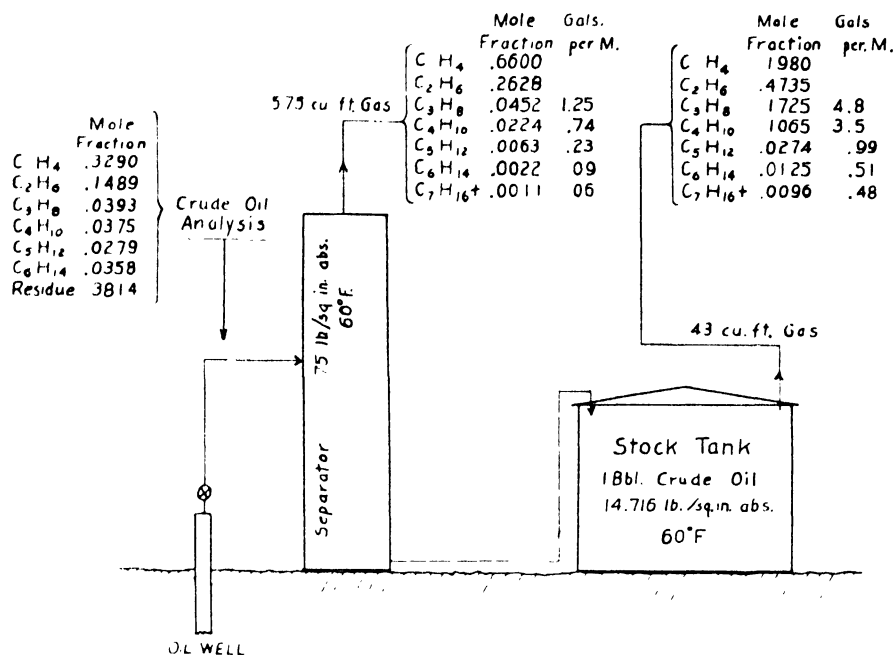 Mole
Fraction
C H4 .3290
C2H6 .1489
C3H8 .0393
C4H10 .0375
C5H12 .0279
C6H14 .0358
Residue 3814
Crude Oil
Analysis
575 cu ft. Gas
Mole Gals.
Fraction per M.
C H4 .6600
C2H6 .2628
C3H8 .0452 1.25
C4H10 .0224 .74
C5H12 .0063 .23
C6H14 .0022 09
C7H16+ .0011 06
Mole Gals
Fraction per M.
C H4 1980
C2H6 .4735
C3H8 1725 4.8
C4H10 1065 3.5
C5H12 .0274 .99
C6H14 .0125 .51
C7H16+ .0096 .48
43 cu. ft. Gas
Separator 75 lb/sq in. abs.
60°F.
Stock Tank
1 Bbl. Crude Oil
14.716 lb./sq. in. abs.
60°F
OIL WELL